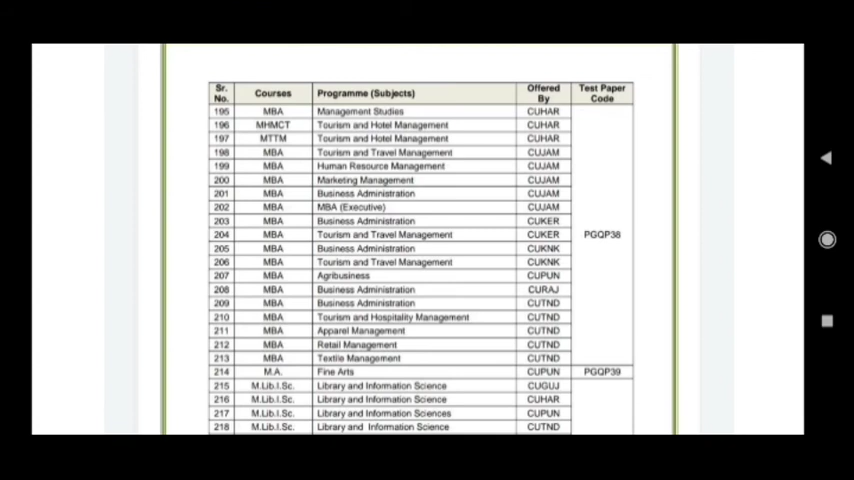 Sr. No. Courses Programme (Subjects) Offered By Test Paper Code
195 MBA Management Studies CUHAR
196 MHMCT Tourism and Hotel Management CUHAR
197 MTTM Tourism and Hotel Management CUHAR
198 MBA Tourism and Travel Management CUJAM
199 MBA Human Resource Management CUJAM
200 MBA Marketing Management CUJAM
201 MBA Business Administration CUJAM
202 MBA MBA (Executive) CUJAM
203 MBA Business Administration CUKER
204 MBA Tourism and Travel Management CUKER PGQP38
205 MBA Business Administration CUKNK
206 MBA Tourism and Travel Management CUKNK
207 MBA Agribusiness CUPUN
208 MBA Business Administration CURAJ
209 MBA Business Administration CUTND
210 MBA Tourism and Hospitality Management CUTND
211 MBA Apparel Management CUTND
212 MBA Retail Management CUTND
213 MBA Textile Management CUTND
214 M.A. Fine Arts CUPUN PGQP39
215 M.Lib.I.Sc. Library and Information Science CUGUJ
216 M.Lib.I.Sc. Library and Information Science CUHAR
217 M.Lib.I.Sc. Library and Information Sciences CUPUN
218 M.Lib.I.Sc. Library and Information Science CUTND